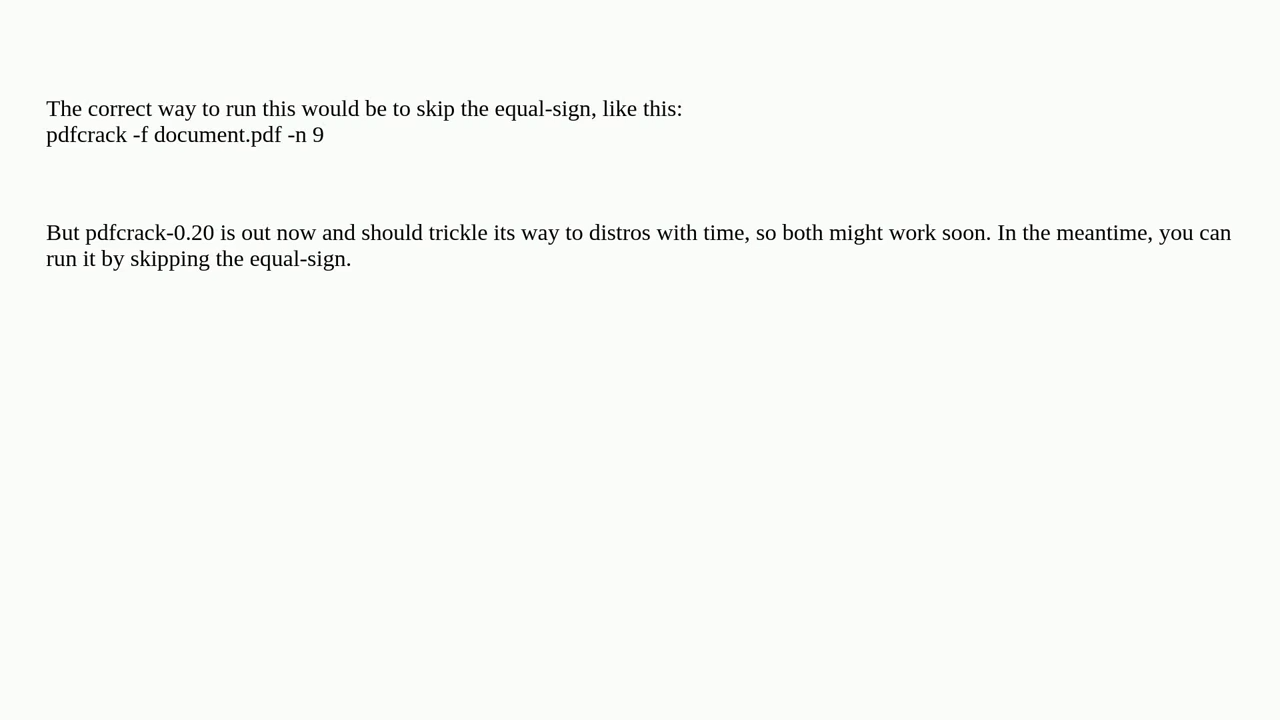 The correct way to run this would be to skip the equal-sign, like this:
pdfcrack -f document.pdf -n 9
But pdfcrack-0.20 is out now and should trickle its way to distros with time, so both might work soon. In the meantime, you can
run it by skipping the equal-sign.